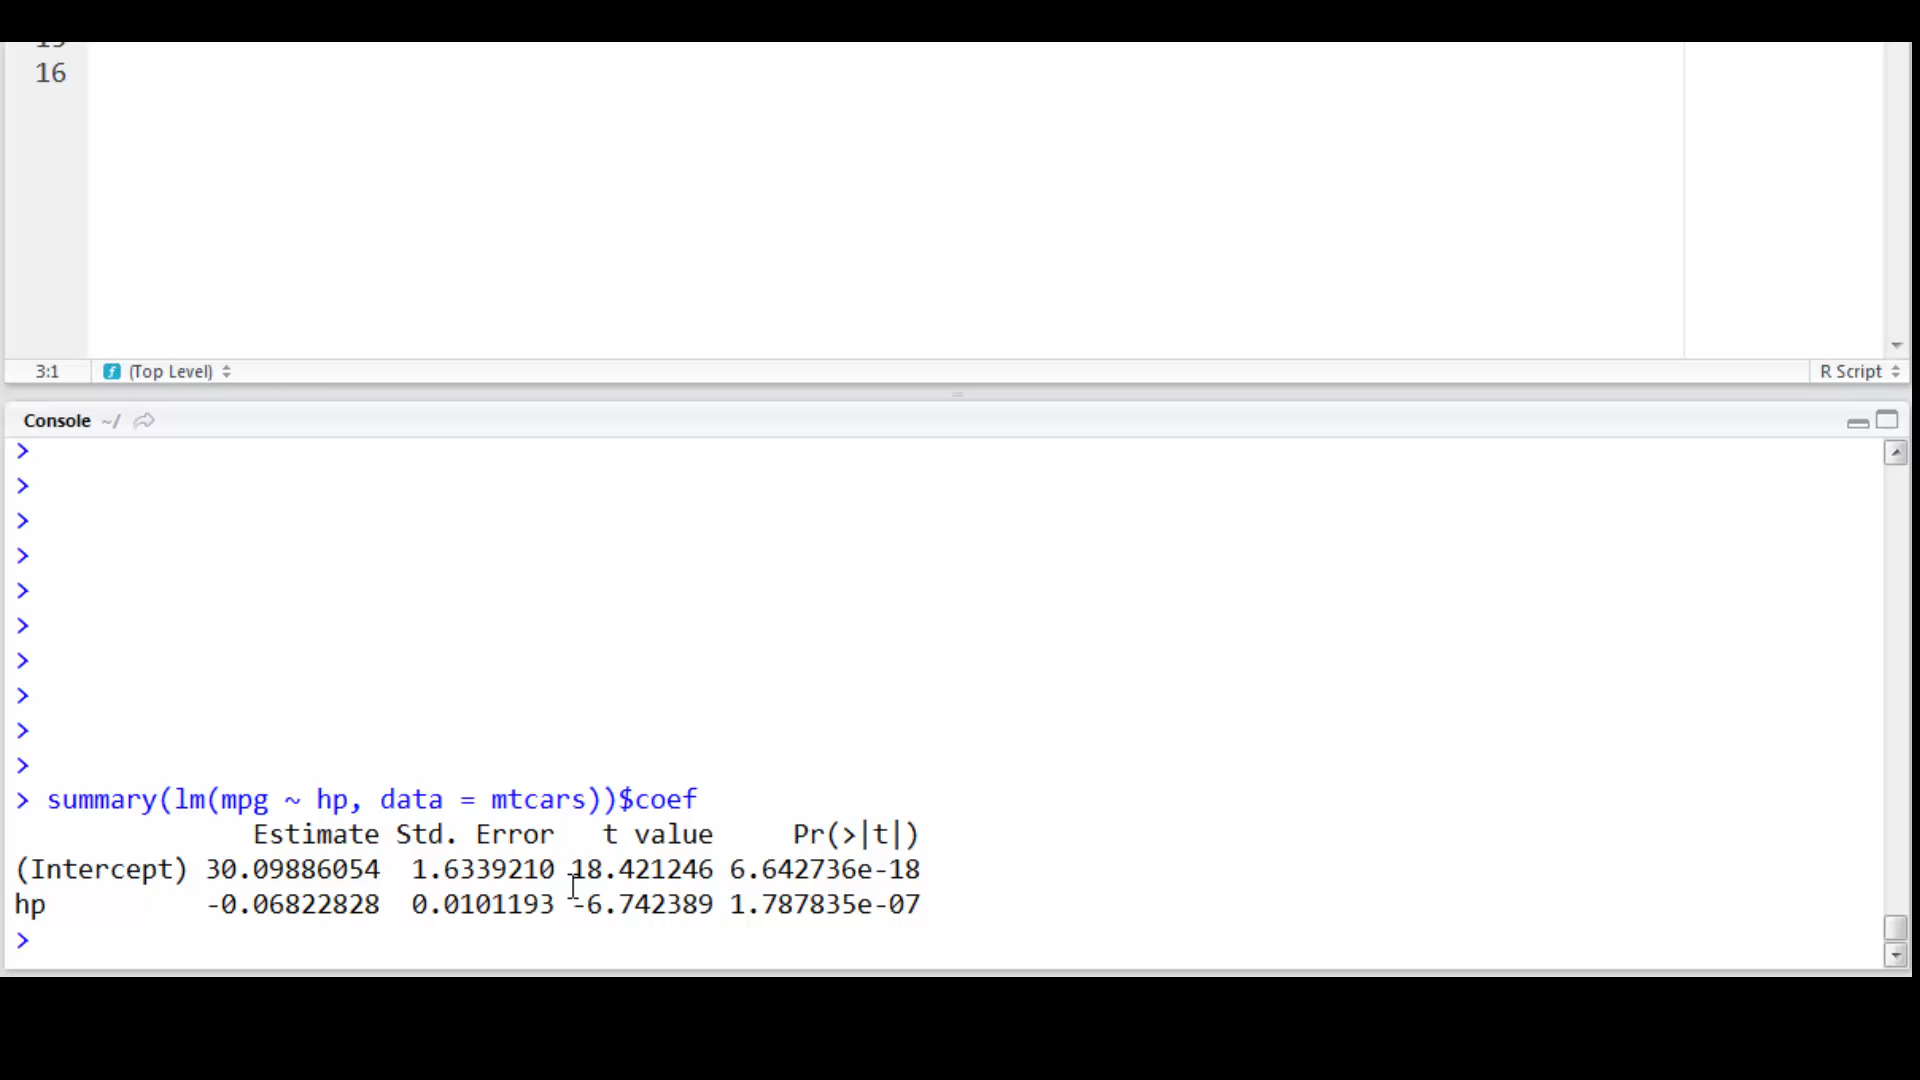 16
3:1 (Top Level) R Script
Console ~/
>
>
>
>
>
>
>
>
>
>
> summary(lm(mpg ~ hp, data = mtcars))$coef
Estimate Std. Error t value Pr(>|t|)
(Intercept) 30.09886054 1.6339210 18.421246 6.642736e-18
hp -0.06822828 0.0101193 -6.742389 1.787835e-07
>